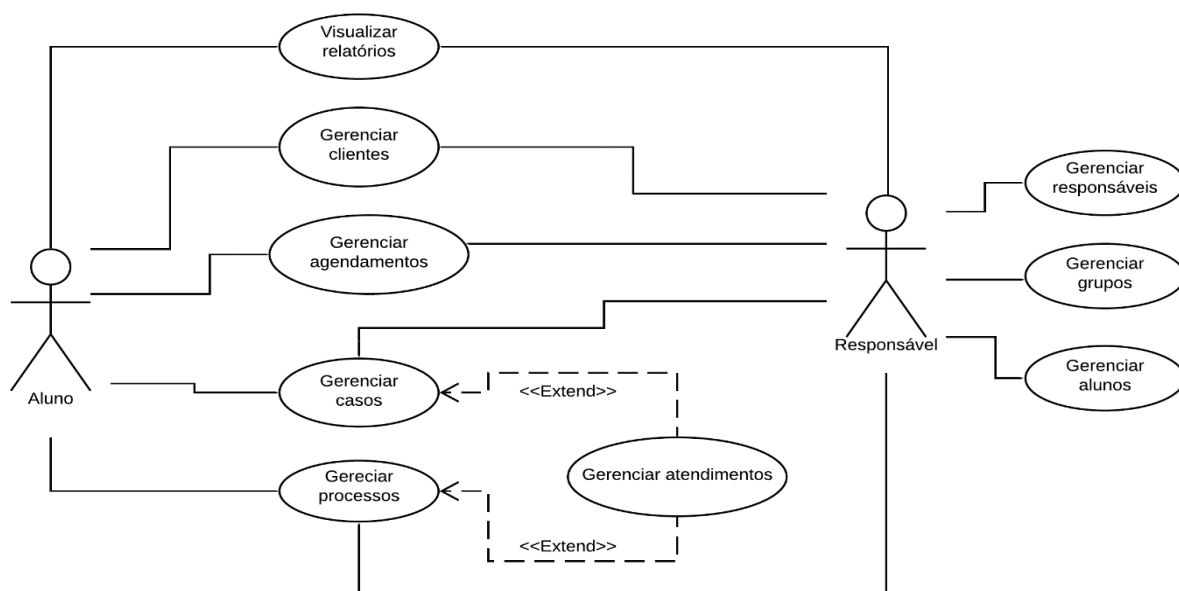 Visualizar
relatórios
Gerenciar
clientes
Gerenciar
responsáveis
Gerenciar
agendamentos
Gerenciar
grupos
Responsável
Gerenciar
alunos
Gerenciar
casos
<<Extend>>
Aluno
Gereciar
processos
Gerenciar atendimentos
<<Extend>>